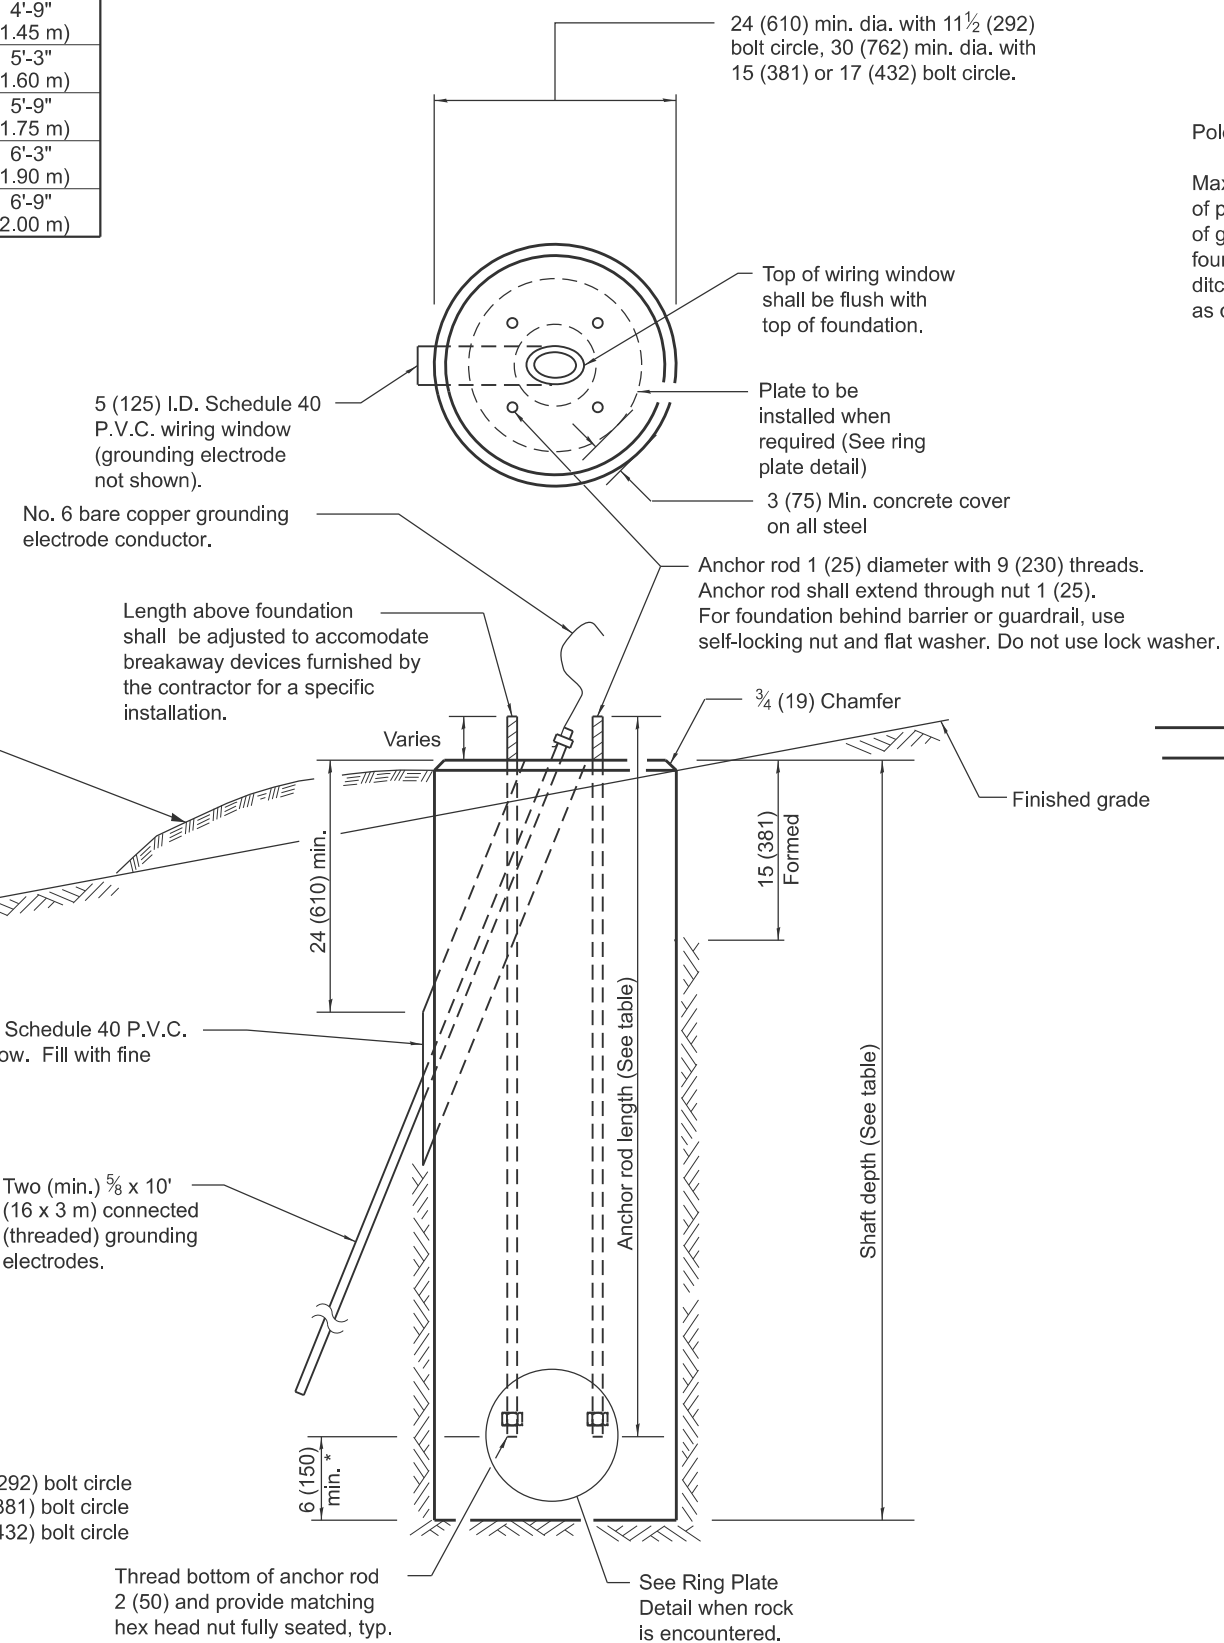 4'-9"
1.45 m)
5'-3"
1.60 m)
5'-9"
1.75 m)
6'-3"
1.90 m)
6'-9"
2.00 m)
24 (610) min. dia. with 11½ (292)
bolt circle, 30 (762) min. dia. with
15 (381) or 17 (432) bolt circle.
Top of wiring window
shall be flush with
top of foundation.
5 (125) I.D. Schedule 40
P.V.C. wiring window
(grounding electrode
not shown).
Plate to be
installed when
required (See ring
plate detail)
3 (75) Min. concrete cover
on all steel
No. 6 bare copper grounding
electrode conductor.
Anchor rod 1 (25) diameter with 9 (230) threads.
Anchor rod shall extend through nut 1 (25).
For foundation behind barrier or guardrail, use
self-locking nut and flat washer. Do not use lock washer.
Length above foundation
shall be adjusted to accomodate
breakaway devices furnished by
the contractor for a specific
installation.
¾ (19) Chamfer
Varies
Finished grade
24 (610) min.
15 (381)
Formed
Schedule 40 P.V.C.
ow. Fill with fine
Anchor rod length (See table)
Shaft depth (See table)
Two (min.) ⅝ x 10'
(16 x 3 m) connected
(threaded) grounding
electrodes.
6 (150)
min. *
292) bolt circle
381) bolt circle
432) bolt circle
Thread bottom of anchor rod
2 (50) and provide matching
hex head nut fully seated, typ.
See Ring Plate
Detail when rock
is encountered.
of p
of g
as